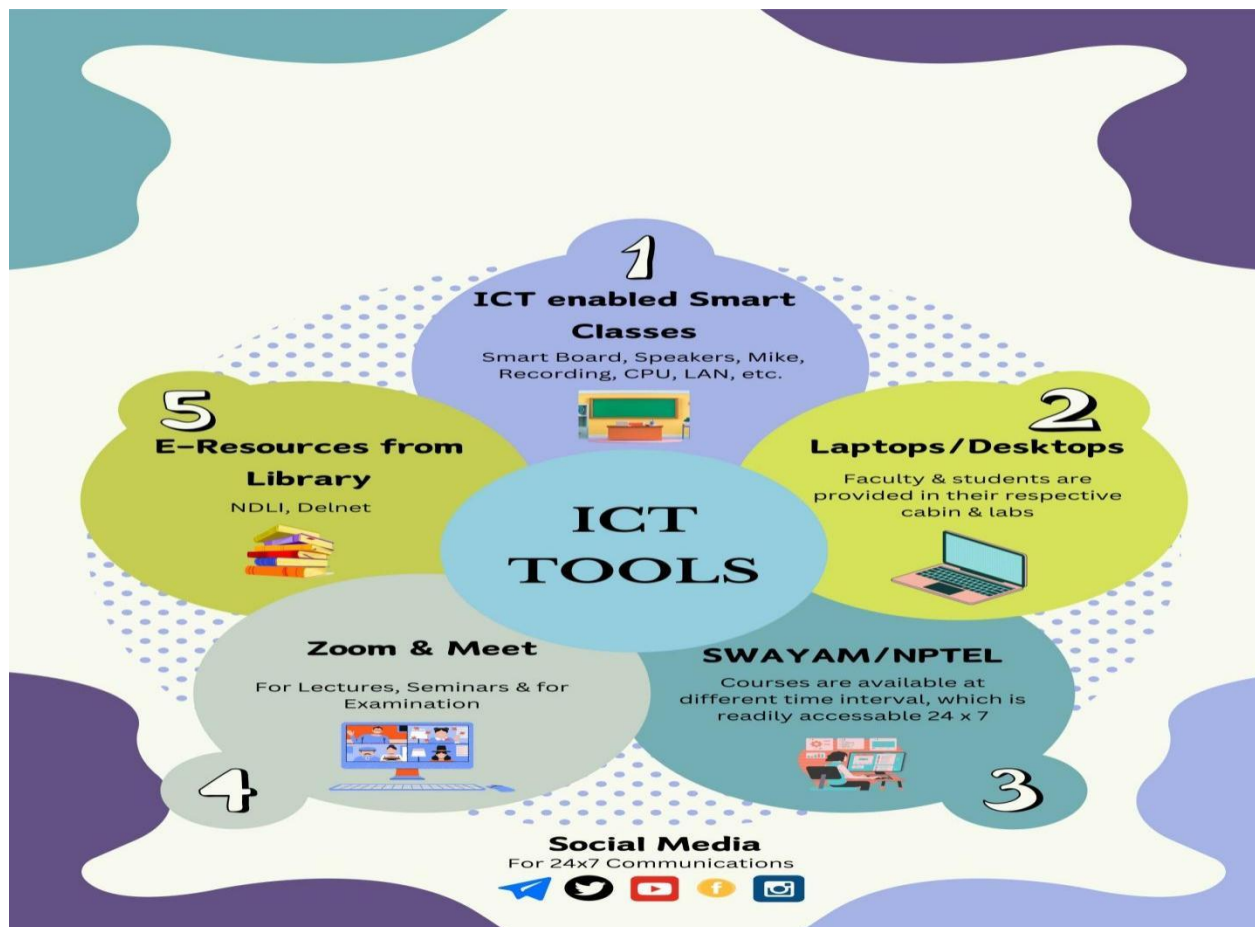 1
ICT enabled Smart
Classes
Smart Board, Speakers, Mike,
Recording, CPU, LAN, etc.
2
Laptops/Desktops
Faculty & students are
provided in their respective
cabin & labs
3
SWAYAM/NPTEL
Courses are available at
different time interval, which is
readily accessable 24 x 7
4
Zoom & Meet
For Lectures, Seminars & for
Examination
5
E-Resources from
Library
NDLI, Delnet
ICT
TOOLS
Social Media
For 24x7 Communications
f